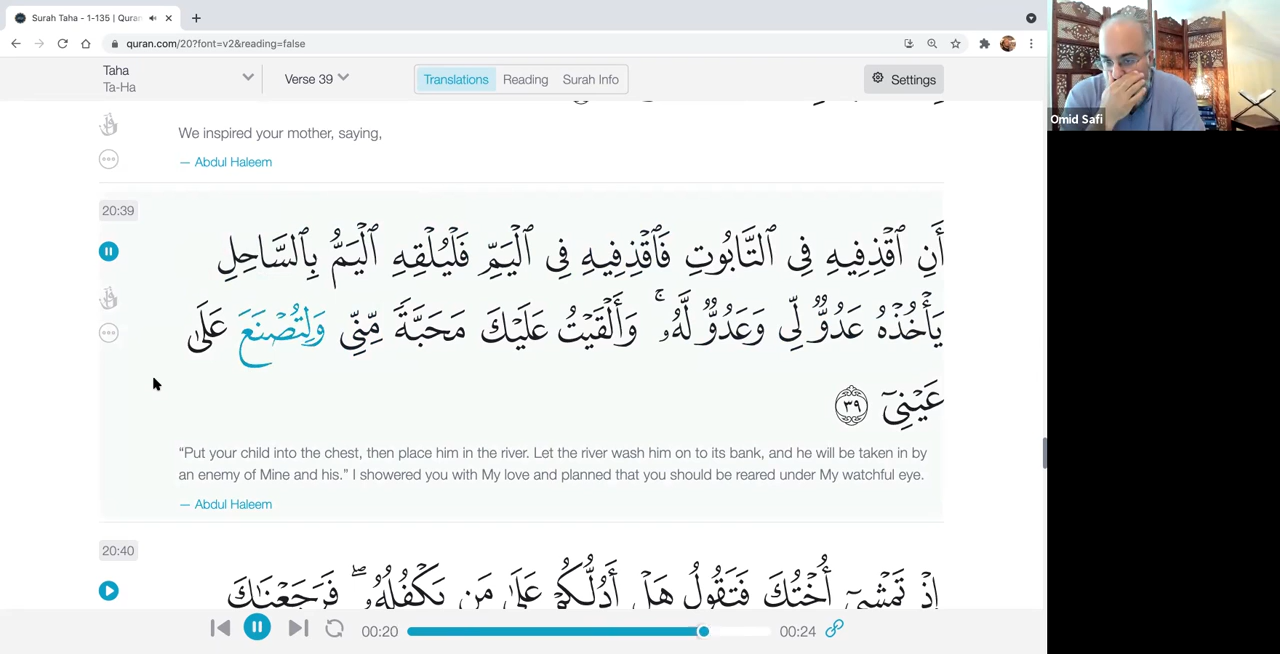 Surah Taha - 1-135 | Quran
quran.com/20?font=v2&reading=false
Taha
Ta-Ha
Verse 39
Translations
Reading
Surah Info
Settings
Omid Safi
We inspired your mother, saying,
— Abdul Haleem
20:39
أَنِ ٱقْذِفِيهِ فِى ٱلتَّابُوتِ فَٱقْذِفِيهِ فِى ٱلْيَمِّ فَلْيُلْقِهِ ٱلْيَمُّ بِٱلسَّاحِلِ
يَأْخُذْهُ عَدُوٌّ لِّى وَعَدُوٌّ لَّهُۥ ۚ وَأَلْقَيْتُ عَلَيْكَ مَحَبَّةً مِّنِّى وَلِتُصْنَعَ عَلَىٰ
عَيْنِىٓ ٣٩
“Put your child into the chest, then place him in the river. Let the river wash him on to its bank, and he will be taken in by
an enemy of Mine and his.” I showered you with My love and planned that you should be reared under My watchful eye.
— Abdul Haleem
20:40
إِذْ تَمْشِىٓ أُخْتُكَ فَتَقُولُ هَلْ أَدُلُّكُمْ عَلَىٰ مَن يَكْفُلُهُۥ ۖ فَرَجَعْنَـٰكَ
00:20
00:24